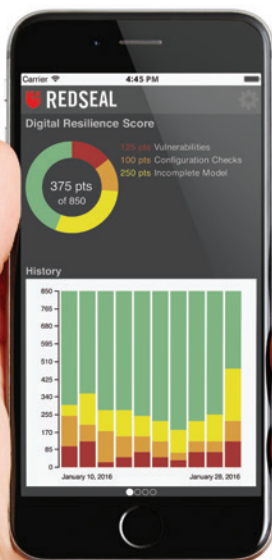 Carrier 4:45 PM
REDSEAL
Digital Resilience Score
125 pts Vulnerabilities
100 pts Configuration Checks
250 pts Incomplete Model
375 pts
of 850
History
850
765
680
595
510
425
340
255
170
85
0
January 10, 2016 January 28, 2016